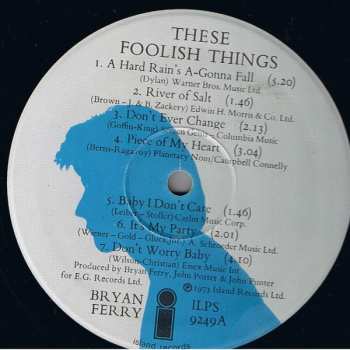 THESE
FOOLISH THINGS
1. A Hard Rain's A-Gonna Fall (5.20)
(Dylan) Warner Bros. Music Ltd.
2. River of Salt (1.46)
(Brown – J. & B. Zackery) Edwin H. Morris & Co. Ltd.
3. Don't Ever Change (2.13)
(Goffin-King) Screen Gems – Columbia Music
4. Piece of My Heart (3.04)
(Berns-Ragavoy) Planetary Nom/Campbell Connelly
5. Baby I Don't Care (1.46)
(Leiber – Stoller) Carlin Music Corp.
6. It's My Party (2.01)
(Wiener – Gold – Gluck Jnr.) A. Schroeder Music Ltd.
7. Don't Worry Baby (4.10)
(Wilson-Christian) Emex Music Int
Produced by Bryan Ferry, John Porter & John Punter
for E.G. Records Ltd. ℗ 1973 Island Records Ltd.
BRYAN FERRY
ILPS 9249A
i
island records